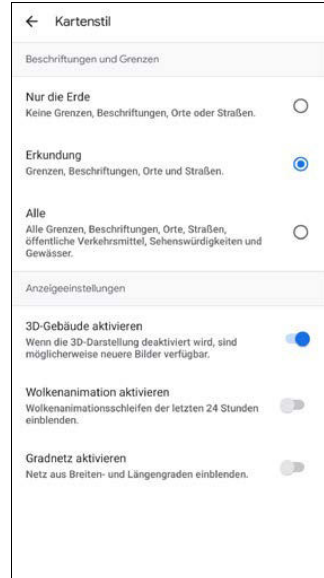 Kartenstil
Beschriftungen und Grenzen
Nur die Erde
Keine Grenzen, Beschriftungen, Orte oder Straßen.
Erkundung
Grenzen, Beschriftungen, Orte und Straßen.
Alle
Alle Grenzen, Beschriftungen, Orte, Straßen,
öffentliche Verkehrsmittel, Sehenswürdigkeiten und
Gewässer.
Anzeigeeinstellungen
3D-Gebäude aktivieren
Wenn die 3D-Darstellung deaktiviert wird, sind
möglicherweise neuere Bilder verfügbar.
Wolkenanimation aktivieren
Wolkenanimationsschleifen der letzten 24 Stunden
einblenden.
Gradnetz aktivieren
Netz aus Breiten- und Längengraden einblenden.